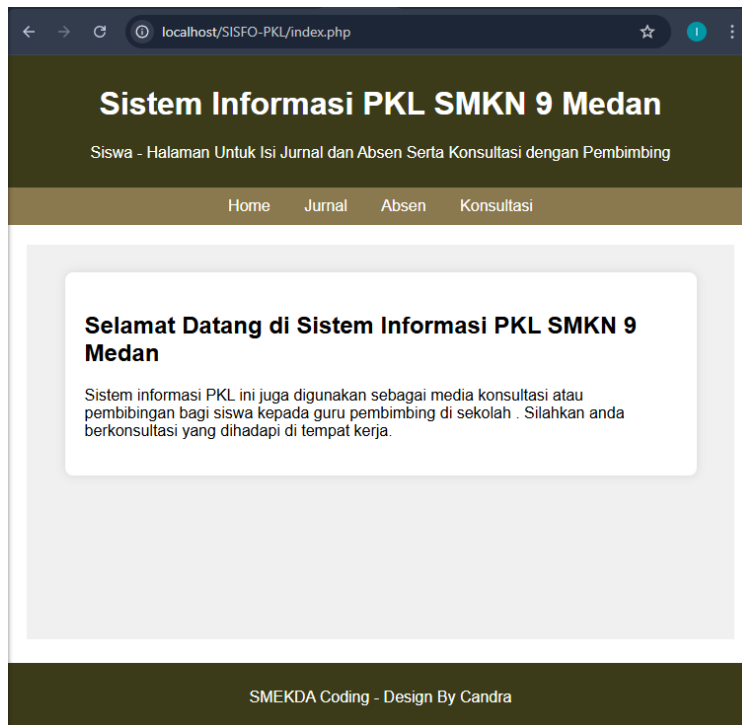 localhost/SISFO-PKL/index.php
I
Sistem Informasi PKL SMKN 9 Medan
Siswa - Halaman Untuk Isi Jurnal dan Absen Serta Konsultasi dengan Pembimbing
Home Jurnal Absen Konsultasi
Selamat Datang di Sistem Informasi PKL SMKN 9
Medan
Sistem informasi PKL ini juga digunakan sebagai media konsultasi atau
pembibingan bagi siswa kepada guru pembimbing di sekolah . Silahkan anda
berkonsultasi yang dihadapi di tempat kerja.
SMEKDA Coding - Design By Candra